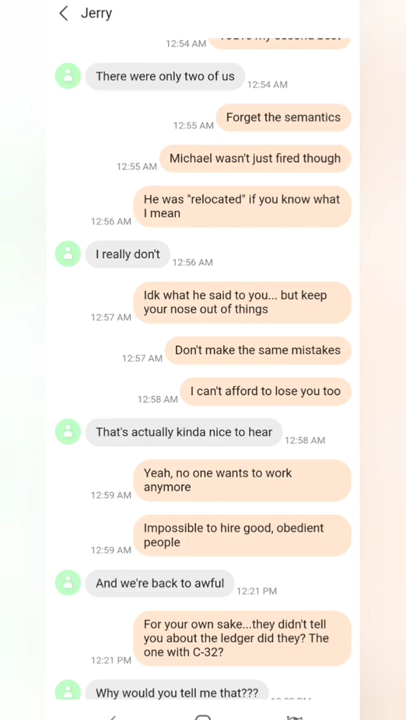 Jerry
12:54 AM
There were only two of us
12:54 AM
Forget the semantics
12:55 AM
Michael wasn't just fired though
12:55 AM
He was "relocated" if you know what
I mean
12:56 AM
I really don't
12:56 AM
Idk what he said to you... but keep
your nose out of things
12:57 AM
Don't make the same mistakes
12:57 AM
I can't afford to lose you too
12:58 AM
That's actually kinda nice to hear
12:58 AM
Yeah, no one wants to work
anymore
12:59 AM
Impossible to hire good, obedient
people
12:59 AM
And we're back to awful
12:21 PM
For your own sake...they didn't tell
you about the ledger did they? The
one with C-32?
12:21 PM
Why would you tell me that???